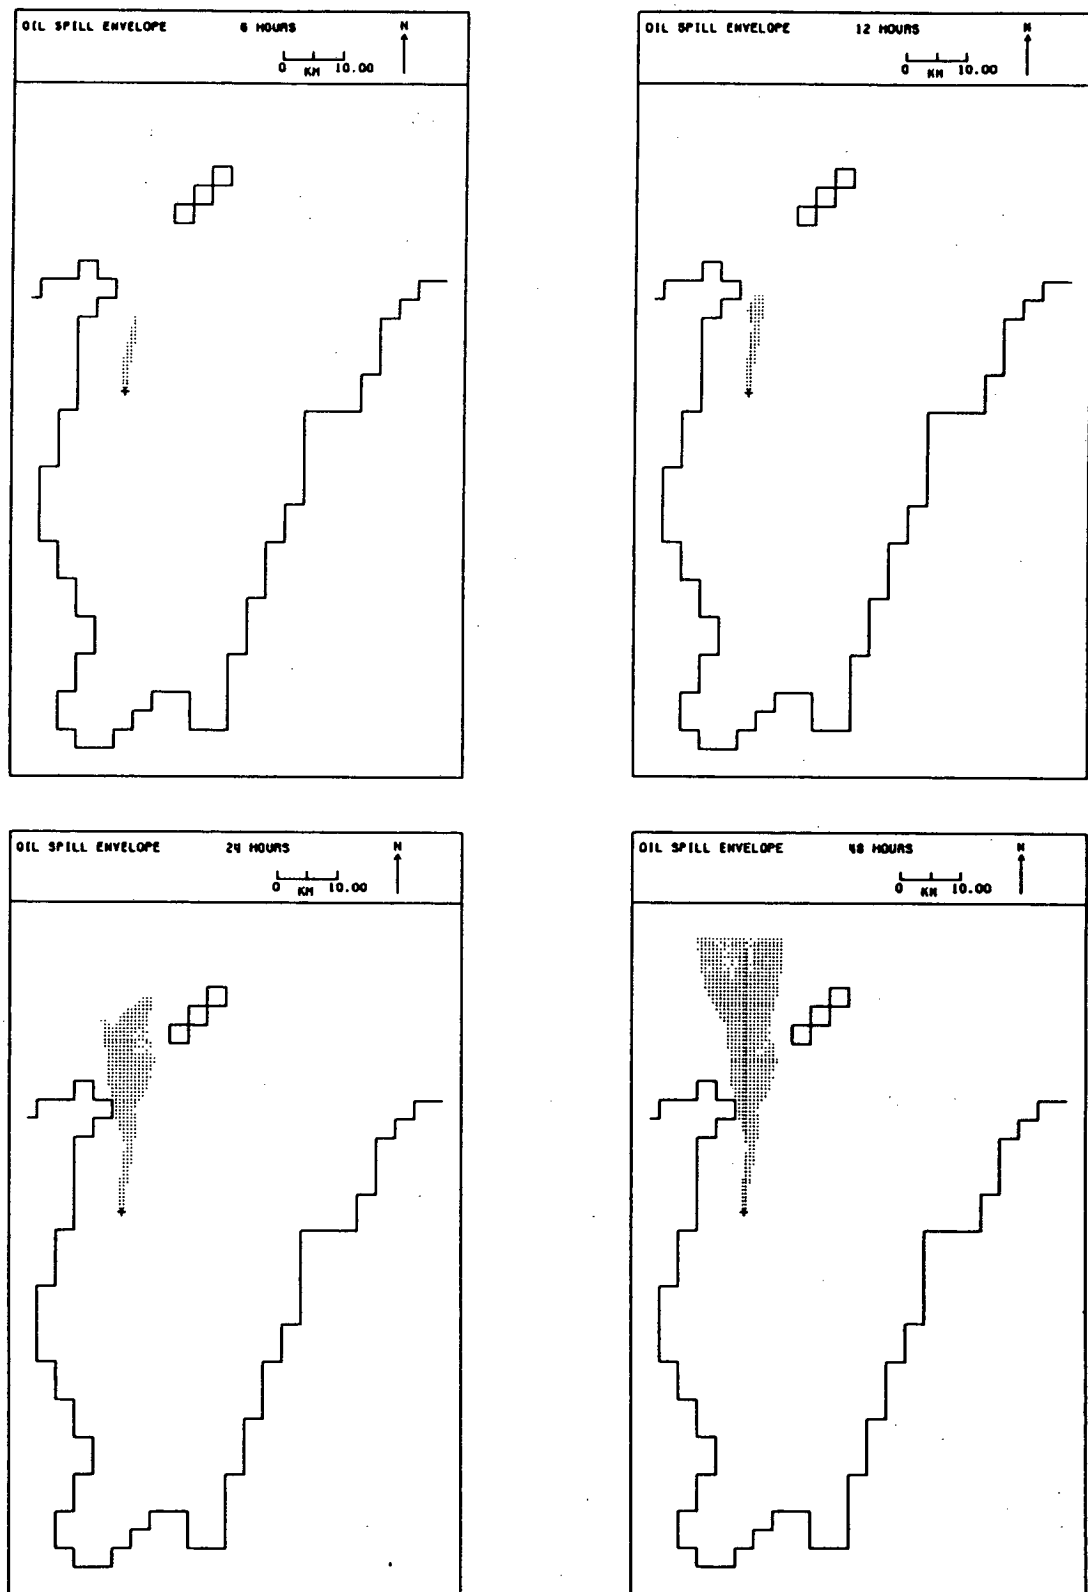 OIL SPILL ENVELOPE 6 HOURS N
0 KM 10.00
OIL SPILL ENVELOPE 12 HOURS N
0 KM 10.00
OIL SPILL ENVELOPE 24 HOURS N
0 KM 10.00
OIL SPILL ENVELOPE 48 HOURS N
0 KM 10.00